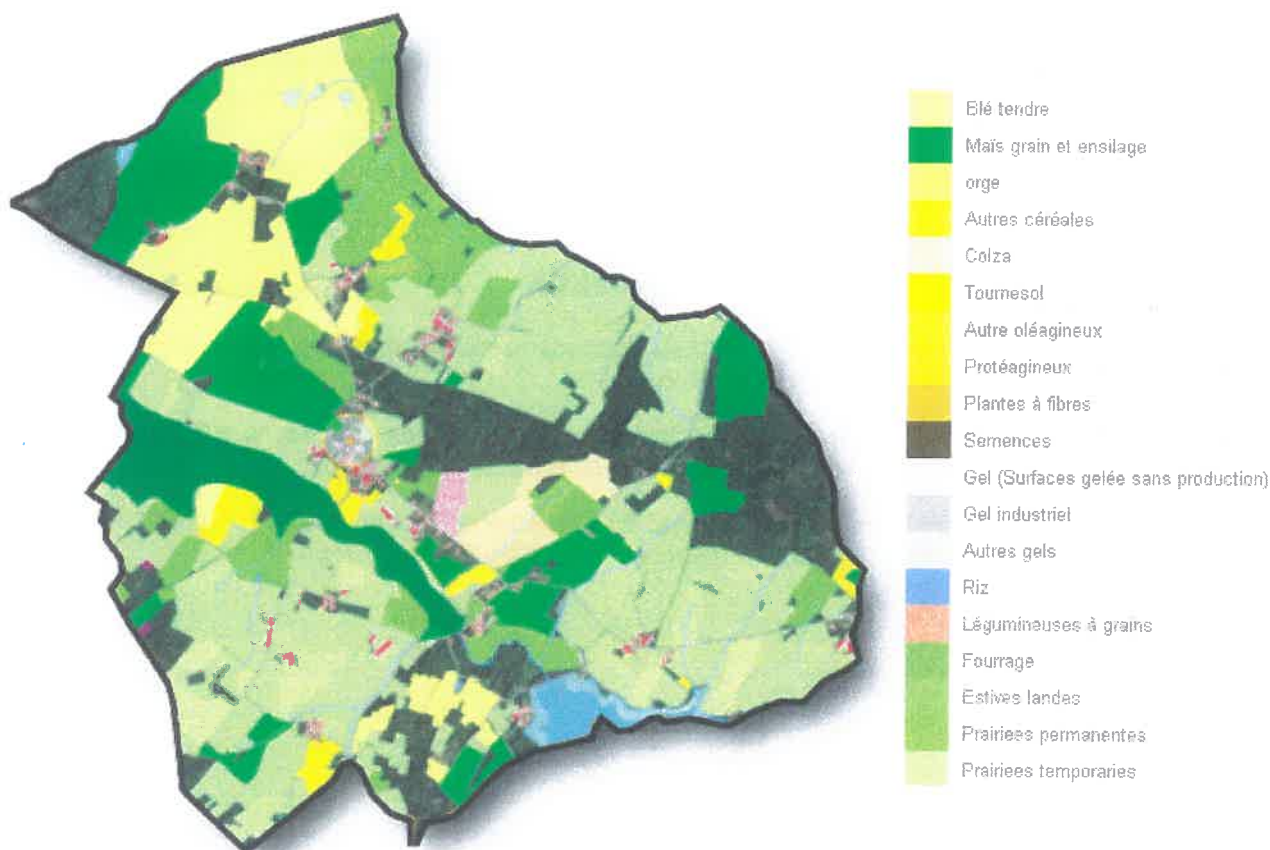 Blé tendre
Maïs grain et ensilage
orge
Autres céréales
Colza
Tournesol
Autre oléagineux
Protéagineux
Plantes à fibres
Semences
Gel (Surfaces gelée sans production)
Gel industriel
Autres gels
Riz
Légumineuses à grains
Fourrage
Estives landes
Prairiees permanentes
Prairiees temporaries